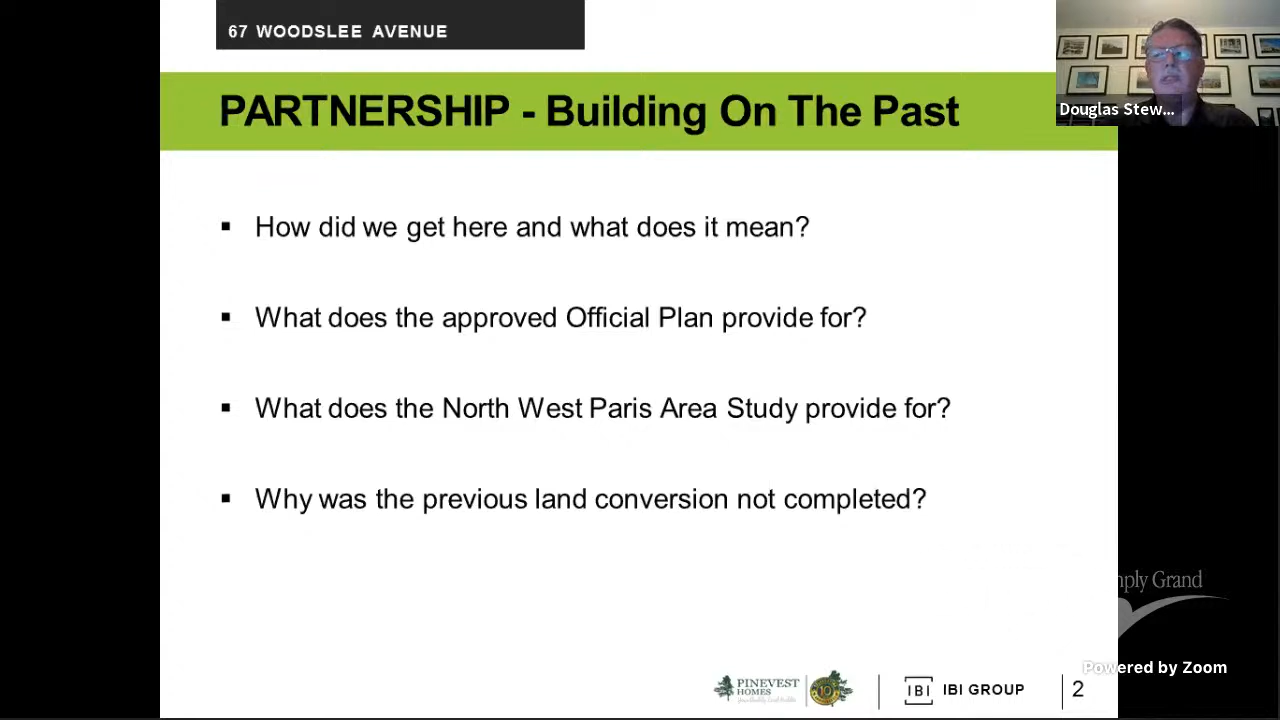 67 WOODSLEE AVENUE
PARTNERSHIP - Building On The Past
Douglas Stew...
How did we get here and what does it mean?
What does the approved Official Plan provide for?
What does the North West Paris Area Study provide for?
Why was the previous land conversion not completed?
mply Grand
Powered by Zoom
PINEVEST
HOMES
10
IBI IBI GROUP
2